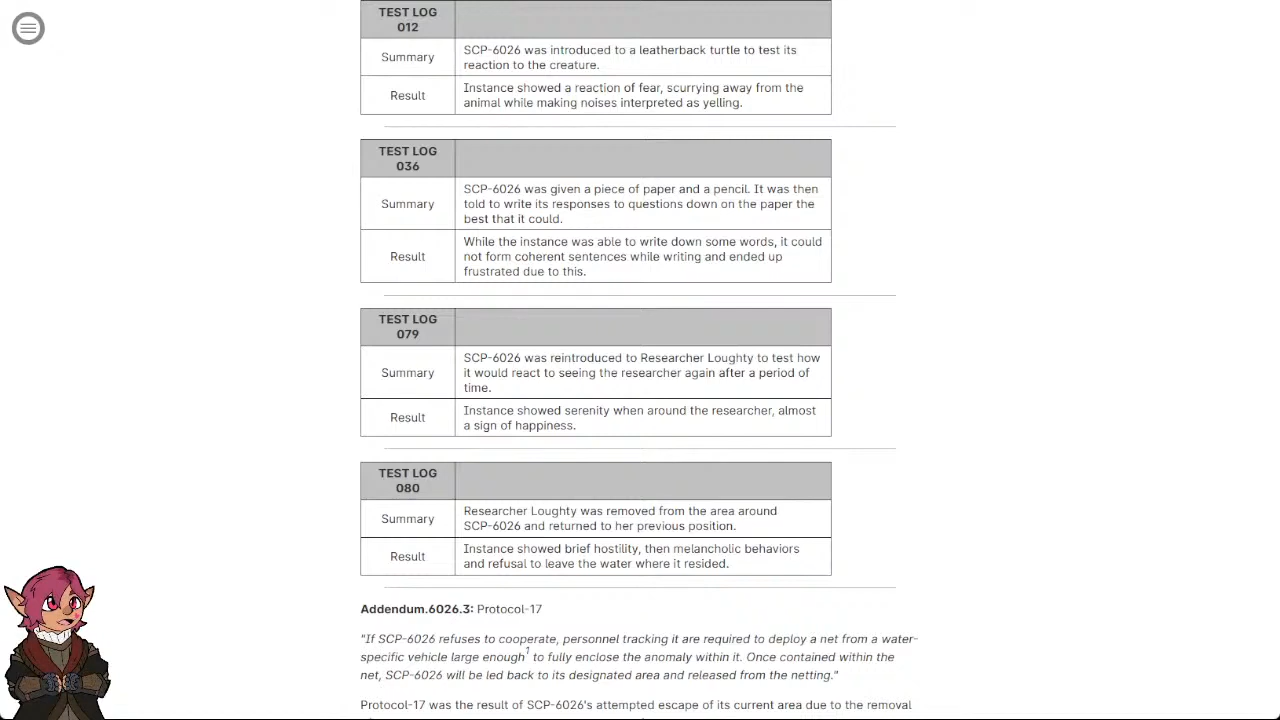 TEST LOG
012
Summary
SCP-6026 was introduced to a leatherback turtle to test its
reaction to the creature.
Result
Instance showed a reaction of fear, scurrying away from the
animal while making noises interpreted as yelling.
TEST LOG
036
Summary
SCP-6026 was given a piece of paper and a pencil. It was then
told to write its responses to questions down on the paper the
best that it could.
Result
While the instance was able to write down some words, it could
not form coherent sentences while writing and ended up
frustrated due to this.
TEST LOG
079
Summary
SCP-6026 was reintroduced to Researcher Loughty to test how
it would react to seeing the researcher again after a period of
time.
Result
Instance showed serenity when around the researcher, almost
a sign of happiness.
TEST LOG
080
Summary
Researcher Loughty was removed from the area around
SCP-6026 and returned to her previous position.
Result
Instance showed brief hostility, then melancholic behaviors
and refusal to leave the water where it resided.
Addendum.6026.3: Protocol-17
"If SCP-6026 refuses to cooperate, personnel tracking it are required to deploy a net from a water-
specific vehicle large enough1 to fully enclose the anomaly within it. Once contained within the
net, SCP-6026 will be led back to its designated area and released from the netting."
Protocol-17 was the result of SCP-6026's attempted escape of its current area due to the removal